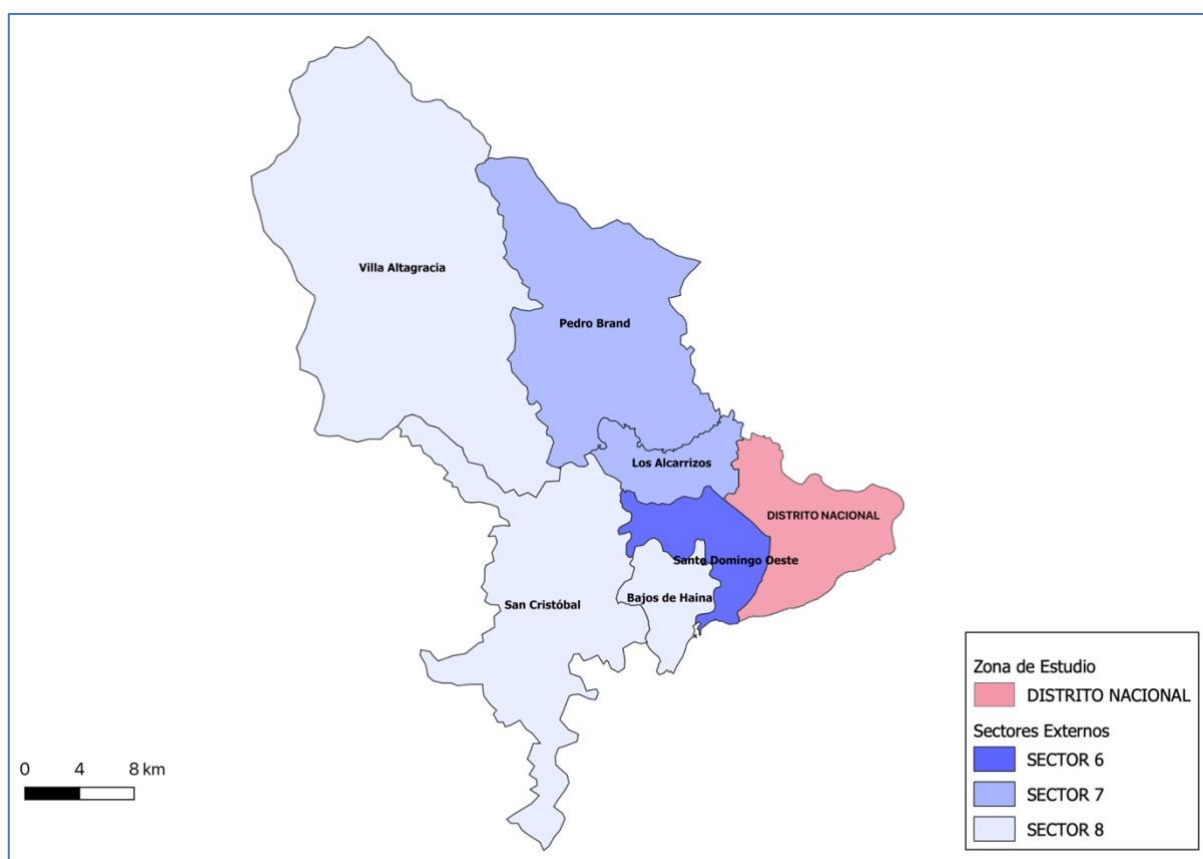 Villa Altagracia
Pedro Brand
Los Alcarrizos
DISTRITO NACIONAL
Santo Domingo Oeste
Bajos de Haina
San Cristóbal
Zona de Estudio
DISTRITO NACIONAL
Sectores Externos
SECTOR 6
SECTOR 7
SECTOR 8
0 4 8 km